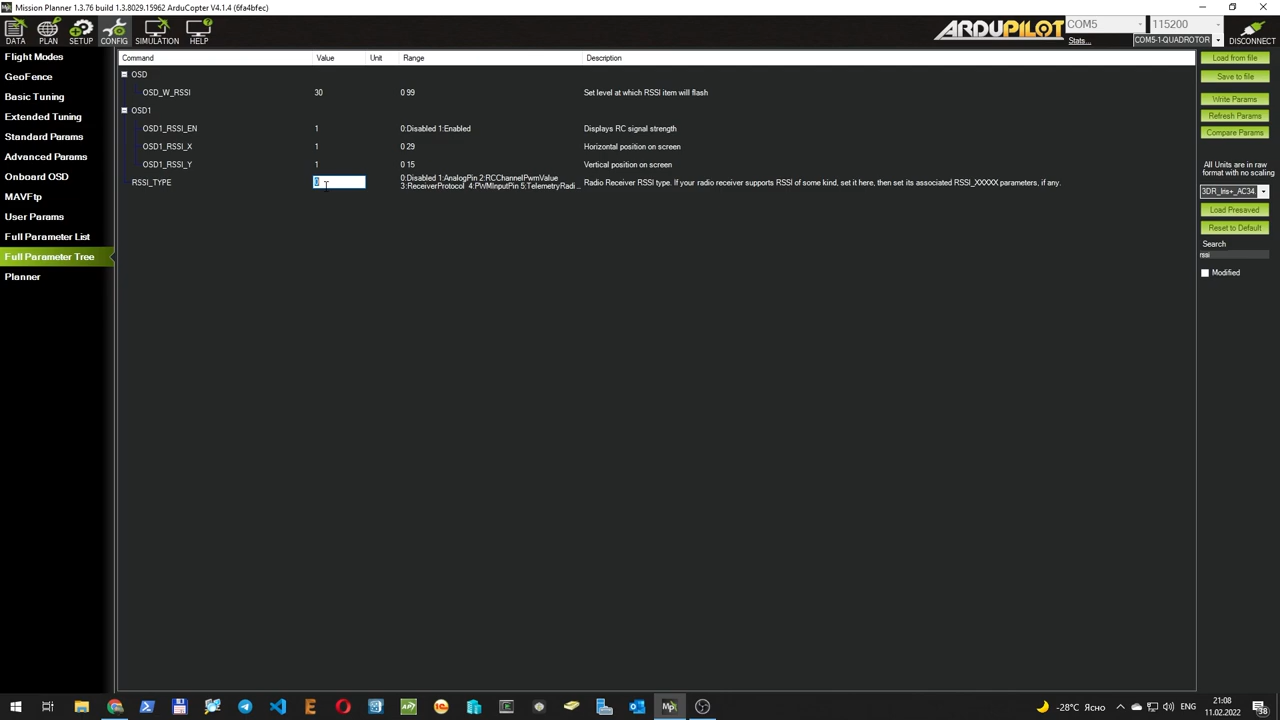 Mission Planner 1.3.76 build 1.3.8029.15962 ArduCopter V4.1.4 (6fa4bfec)
DATA
PLAN
SETUP
CONFIG
SIMULATION
HELP
ARDUPILOT
COM5
115200
Stats...
COM5-1-QUADROTOR
DISCONNECT
Flight Modes
GeoFence
Basic Tuning
Extended Tuning
Standard Params
Advanced Params
Onboard OSD
MAVFtp
User Params
Full Parameter List
Full Parameter Tree
Planner
Command Value Unit Range Description
OSD
OSD_W_RSSI 30 0 99 Set level at which RSSI item will flash
OSD1
OSD1_RSSI_EN 1 0:Disabled 1:Enabled Displays RC signal strength
OSD1_RSSI_X 1 0 29 Horizontal position on screen
OSD1_RSSI_Y 1 0 15 Vertical position on screen
RSSI_TYPE 0 0:Disabled 1:AnalogPin 2:RCChannelPwmValue
3:ReceiverProtocol 4:PWMInputPin 5:TelemetryRadi... Radio Receiver RSSI type. If your radio receiver supports RSSI of some kind, set it here, then set its associated RSSI_XXXXX parameters, if any.
Load from file
Save to file
Write Params
Refresh Params
Compare Params
All Units are in raw
format with no scaling
3DR_Iris+_AC34.
Load Presaved
Reset to Default
Search
rssi
Modified
-28°C Ясно
ENG
21:08
11.02.2022
38